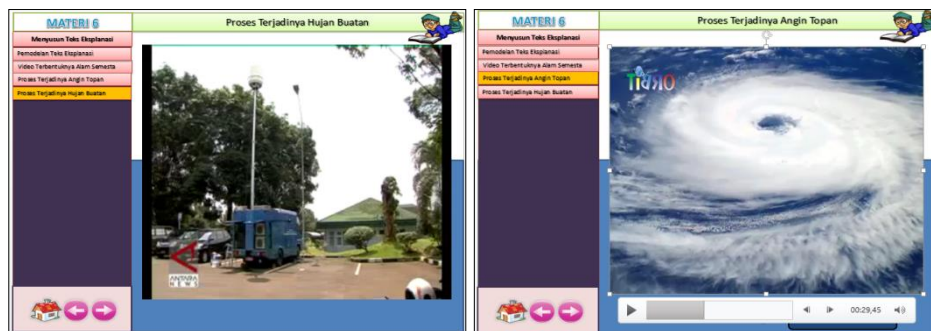 MATERI 6
Proses Terjadinya Hujan Buatan
Menyusun Teks Eksplanasi
Pemodelan Teks Eksplanasi
Video Terbentuknya Alam Semesta
Proses Terjadinya Angin Topan
Proses Terjadinya Hujan Buatan
ANTARA
NEWS
MATERI 6
Proses Terjadinya Angin Topan
Menyusun Teks Eksplanasi
Pemodelan Teks Eksplanasi
Video Terbentuknya Alam Semesta
Proses Terjadinya Angin Topan
Proses Terjadinya Hujan Buatan
00:29,45